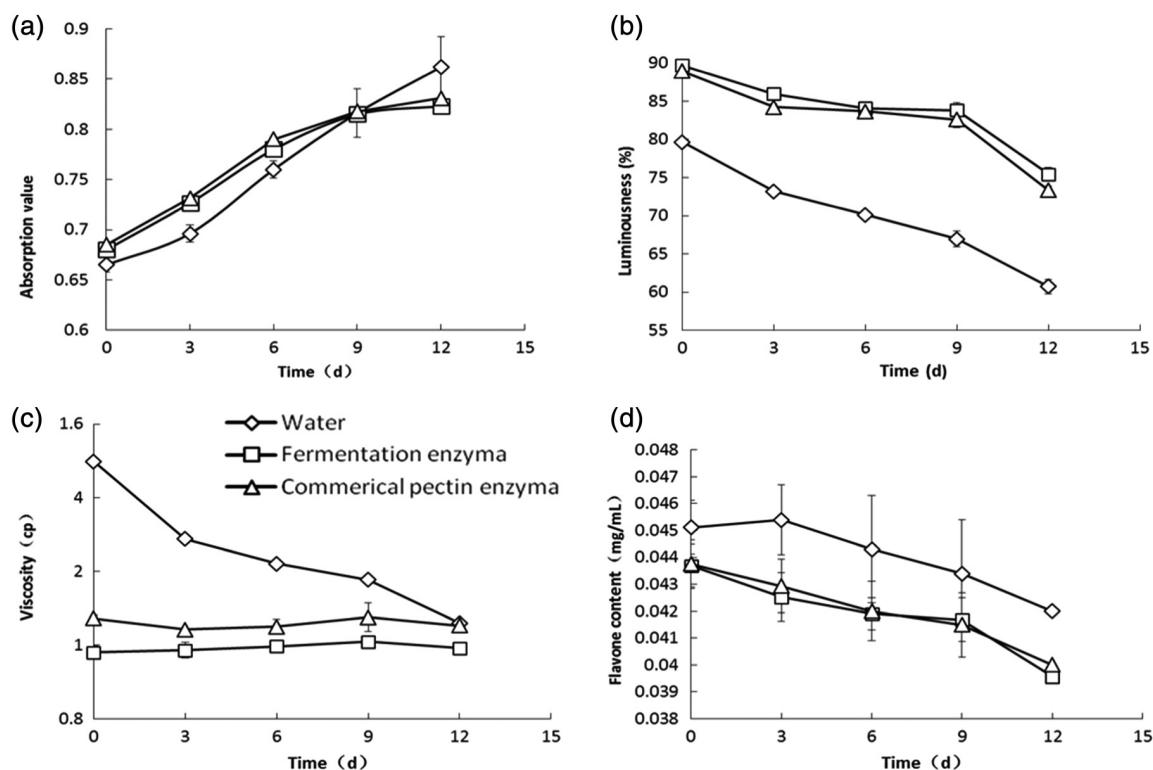 (a)
0.9
0.85
0.8
0.75
0.7
0.65
0.6
Absorption value
0 3 6 9 12 15
Time（d）
(b)
90
85
80
75
70
65
60
55
Luminousness (%)
0 3 6 9 12 15
Time (d)
(c)
1.6
4
2
1
0.8
Viscosity（cp）
Water
Fermentation enzyma
Commerical pectin enzyma
0 3 6 9 12 15
Time（d）
(d)
0.048
0.047
0.046
0.045
0.044
0.043
0.042
0.041
0.04
0.039
0.038
Flavone content（mg/mL）
0 3 6 9 12 15
Time（d）